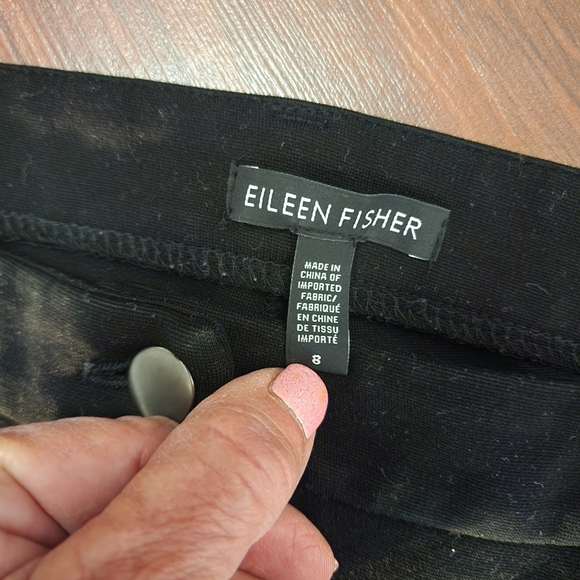 EILEEN FISHER
MADE IN
CHINA OF
IMPORTED
FABRIC/
FABRIQUÉ
EN CHINE
DE TISSU
IMPORTÉ
8